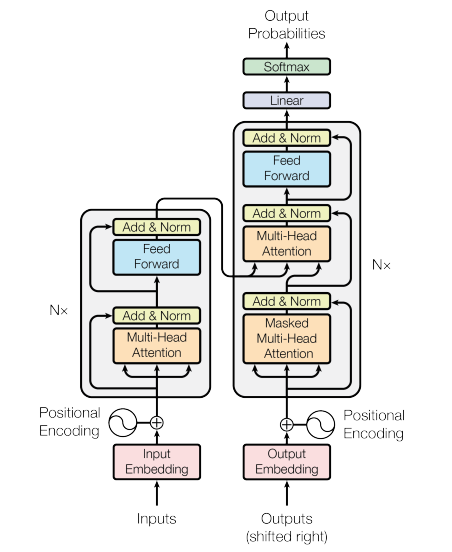 Output
Probabilities
Softmax
Linear
Add & Norm
Feed
Forward
Add & Norm
Multi-Head
Attention
Add & Norm
Masked
Multi-Head
Attention
N×
Add & Norm
Feed
Forward
Add & Norm
Multi-Head
Attention
N×
Positional
Encoding
Positional
Encoding
Input
Embedding
Output
Embedding
Inputs
Outputs
(shifted right)